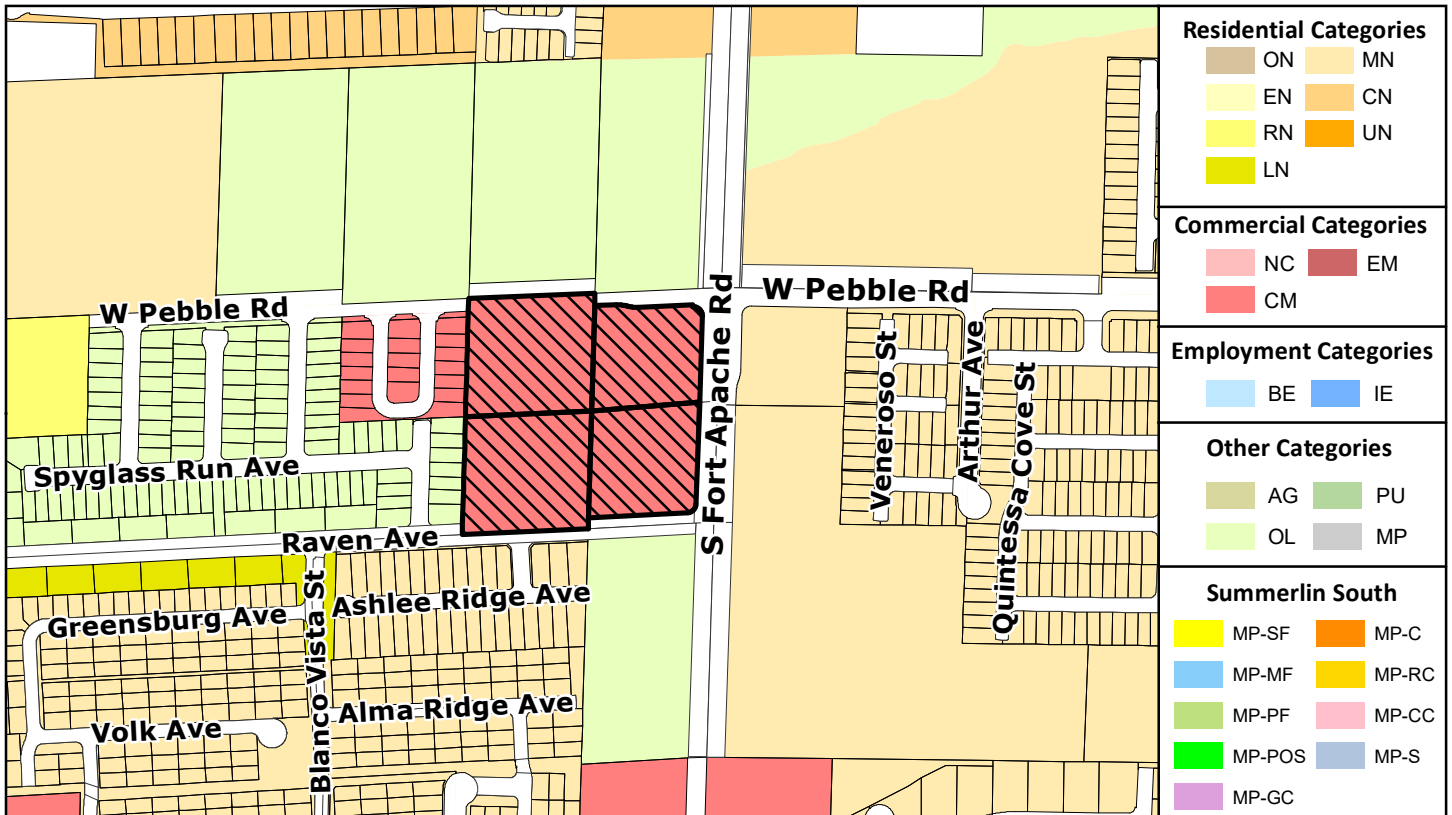 W Pebble Rd
W Pebble Rd
S Fort Apache Rd
Veneroso St
Arthur Ave
Quintessa Cove St
Spyglass Run Ave
Raven Ave
Blanco Vista St
Ashlee Ridge Ave
Greensburg Ave
Alma Ridge Ave
Volk Ave
Residential Categories
ON MN
EN CN
RN UN
LN
Commercial Categories
NC EM
CM
Employment Categories
BE IE
Other Categories
AG PU
OL MP
Summerlin South
MP-SF MP-C
MP-MF MP-RC
MP-PF MP-CC
MP-POS MP-S
MP-GC